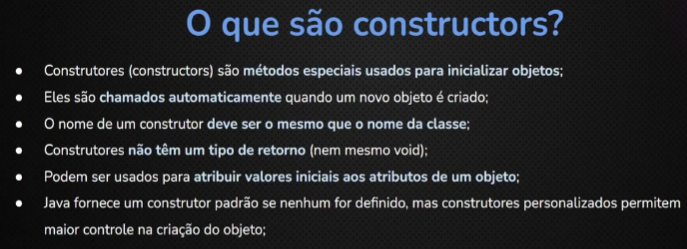 O que são constructors?
● Construtores (constructors) são métodos especiais usados para inicializar objetos;
● Eles são chamados automaticamente quando um novo objeto é criado;
● O nome de um construtor deve ser o mesmo que o nome da classe;
● Construtores não têm um tipo de retorno (nem mesmo void);
● Podem ser usados para atribuir valores iniciais aos atributos de um objeto;
● Java fornece um construtor padrão se nenhum for definido, mas construtores personalizados permitem
maior controle na criação do objeto;